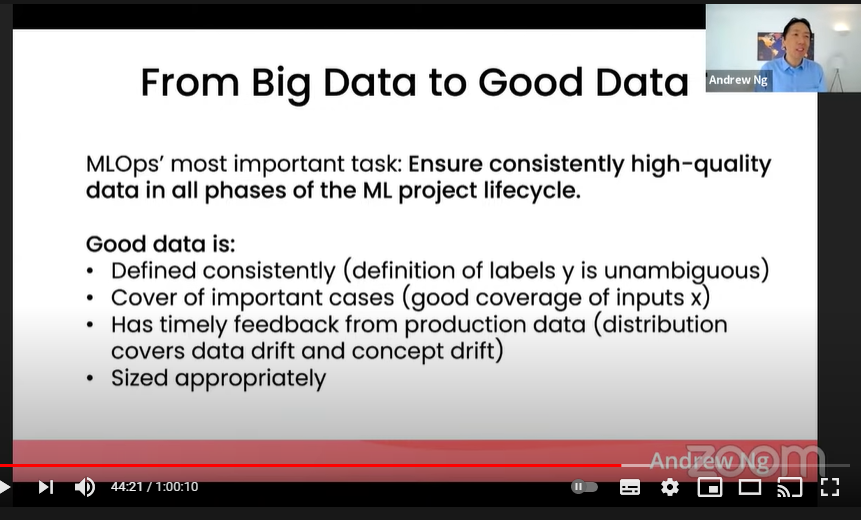 From Big Data to Good Data
Andrew Ng
MLOps’ most important task: Ensure consistently high-quality
data in all phases of the ML project lifecycle.
Good data is:
• Defined consistently (definition of labels y is unambiguous)
• Cover of important cases (good coverage of inputs x)
• Has timely feedback from production data (distribution
covers data drift and concept drift)
• Sized appropriately
Andrew Ng
zoom
44:21 / 1:00:10